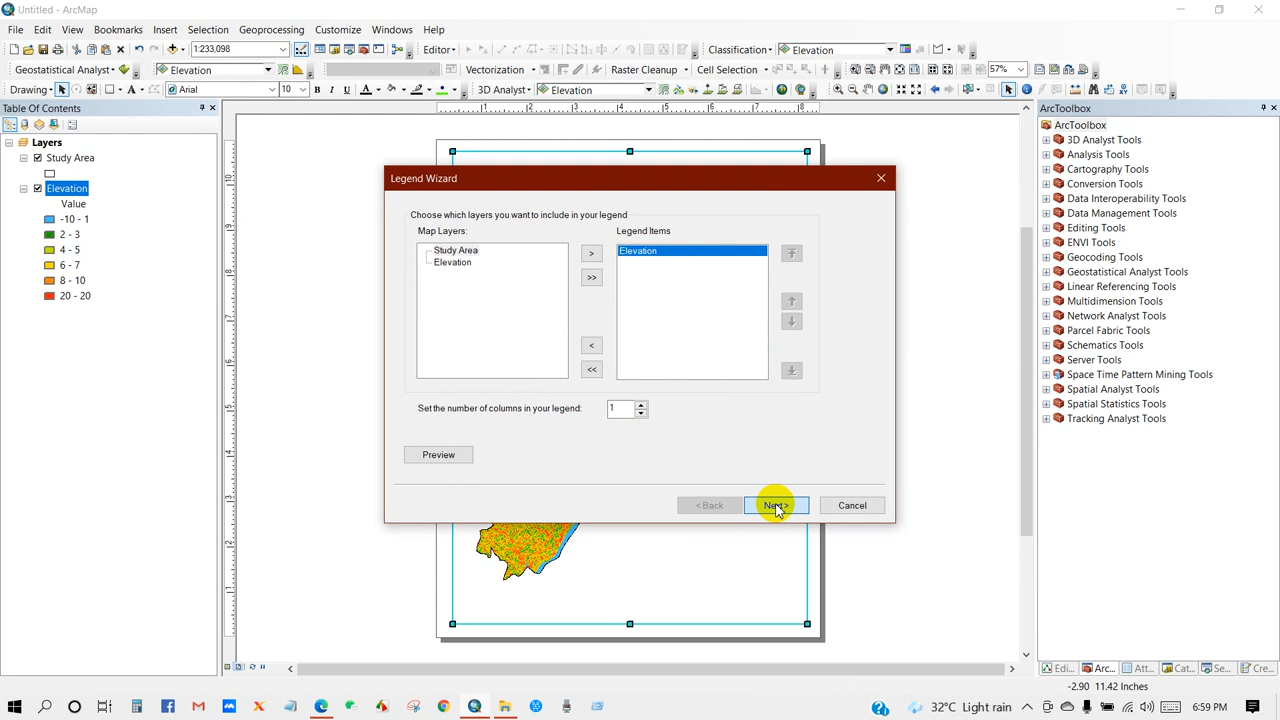 Untitled - ArcMap
File Edit View Bookmarks Insert Selection Geoprocessing Customize Windows Help
1:233,098 Editor Classification Elevation
Geostatistical Analyst Elevation Vectorization Raster Cleanup Cell Selection 57%
Drawing Arial 10 B I U A 3D Analyst Elevation
Table Of Contents
Layers
Study Area
Elevation
Value
-10 - 1
2 - 3
4 - 5
6 - 7
8 - 10
20 - 20
Legend Wizard
Choose which layers you want to include in your legend
Map Layers: Legend Items
Study Area
Elevation
Elevation
>
>>
<
<<
Set the number of columns in your legend: 1
Preview
< Back Next > Cancel
ArcToolbox
ArcToolbox
3D Analyst Tools
Analysis Tools
Cartography Tools
Conversion Tools
Data Interoperability Tools
Data Management Tools
Editing Tools
ENVI Tools
Geocoding Tools
Geostatistical Analyst Tools
Linear Referencing Tools
Multidimension Tools
Network Analyst Tools
Parcel Fabric Tools
Schematics Tools
Server Tools
Space Time Pattern Mining Tools
Spatial Analyst Tools
Spatial Statistics Tools
Tracking Analyst Tools
Edi... Arc... Att... Cat... Se... Cre...
-2.90 11.42 Inches
32°C Light rain 6:59 PM